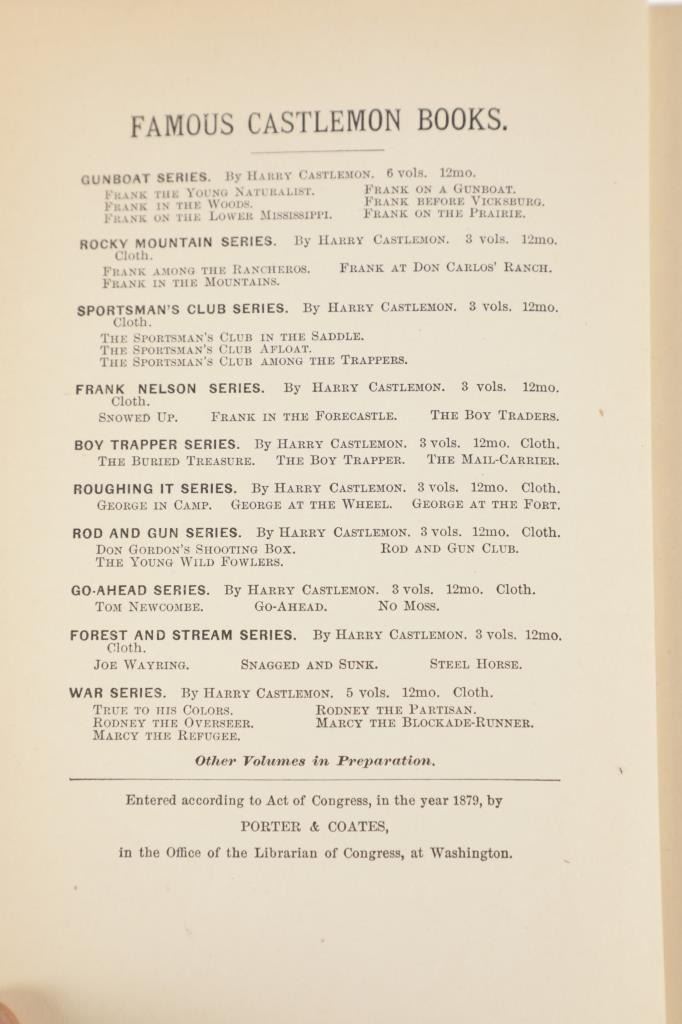 FAMOUS CASTLEMON BOOKS.
GUNBOAT SERIES. By HARRY CASTLEMON. 6 vols. 12mo.
FRANK THE YOUNG NATURALIST. FRANK ON A GUNBOAT.
FRANK IN THE WOODS. FRANK BEFORE VICKSBURG.
FRANK ON THE LOWER MISSISSIPPI. FRANK ON THE PRAIRIE.
ROCKY MOUNTAIN SERIES. By HARRY CASTLEMON. 3 vols. 12mo.
Cloth.
FRANK AMONG THE RANCHEROS. FRANK AT DON CARLOS' RANCH.
FRANK IN THE MOUNTAINS.
SPORTSMAN'S CLUB SERIES. By HARRY CASTLEMON. 3 vols. 12mo.
Cloth.
THE SPORTSMAN'S CLUB IN THE SADDLE.
THE SPORTSMAN'S CLUB AFLOAT.
THE SPORTSMAN'S CLUB AMONG THE TRAPPERS.
FRANK NELSON SERIES. By HARRY CASTLEMON. 3 vols. 12mo.
Cloth.
SNOWED UP. FRANK IN THE FORECASTLE. THE BOY TRADERS.
BOY TRAPPER SERIES. By HARRY CASTLEMON. 3 vols. 12mo. Cloth.
THE BURIED TREASURE. THE BOY TRAPPER. THE MAIL-CARRIER.
ROUGHING IT SERIES. By HARRY CASTLEMON. 3 vols. 12mo. Cloth.
GEORGE IN CAMP. GEORGE AT THE WHEEL. GEORGE AT THE FORT.
ROD AND GUN SERIES. By HARRY CASTLEMON. 3 vols. 12mo. Cloth.
DON GORDON'S SHOOTING BOX. ROD AND GUN CLUB.
THE YOUNG WILD FOWLERS.
GO-AHEAD SERIES. By HARRY CASTLEMON. 3 vols. 12mo. Cloth.
TOM NEWCOMBE. GO-AHEAD. NO MOSS.
FOREST AND STREAM SERIES. By HARRY CASTLEMON. 3 vols. 12mo.
Cloth.
JOE WAYRING. SNAGGED AND SUNK. STEEL HORSE.
WAR SERIES. By HARRY CASTLEMON. 5 vols. 12mo. Cloth.
TRUE TO HIS COLORS. RODNEY THE PARTISAN.
RODNEY THE OVERSEER. MARCY THE BLOCKADE-RUNNER.
MARCY THE REFUGEE.
Other Volumes in Preparation.
Entered according to Act of Congress, in the year 1879, by
PORTER & COATES,
in the Office of the Librarian of Congress, at Washington.